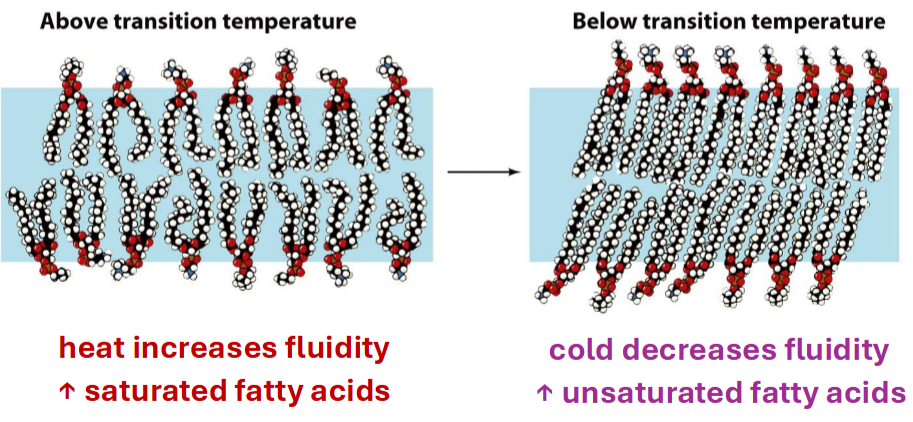 Above transition temperature
Below transition temperature
heat increases fluidity
↑ saturated fatty acids
cold decreases fluidity
↑ unsaturated fatty acids